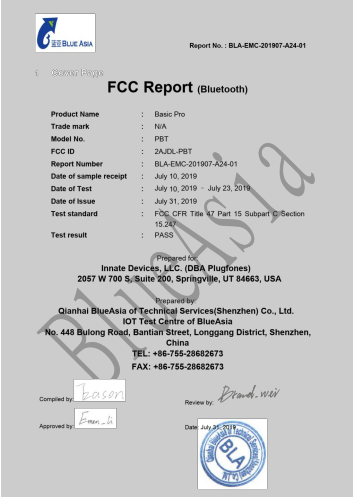 蓝亚 BLUE ASIA
Report No. : BLA-EMC-201907-A24-01
1 Cover Page
FCC Report (Bluetooth)
Product Name : Basic Pro
Trade mark : N/A
Model No. : PBT
FCC ID : 2AJDL-PBT
Report Number : BLA-EMC-201907-A24-01
Date of sample receipt : July 10, 2019
Date of Test : July 10, 2019 - July 23, 2019
Date of Issue : July 31, 2019
Test standard : FCC CFR Title 47 Part 15 Subpart C Section
15.247
Test result : PASS
Prepared for:
Innate Devices, LLC. (DBA Plugfones)
2057 W 700 S, Suite 200, Springville, UT 84663, USA
Prepared by:
Qianhai BlueAsia of Technical Services(Shenzhen) Co., Ltd.
IOT Test Centre of BlueAsia
No. 448 Bulong Road, Bantian Street, Longgang District, Shenzhen,
China
TEL: +86-755-28682673
FAX: +86-755-28682673
Compiled by:
Review by:
Approved by:
Date: July 31, 2019
BLA
BlueAsia